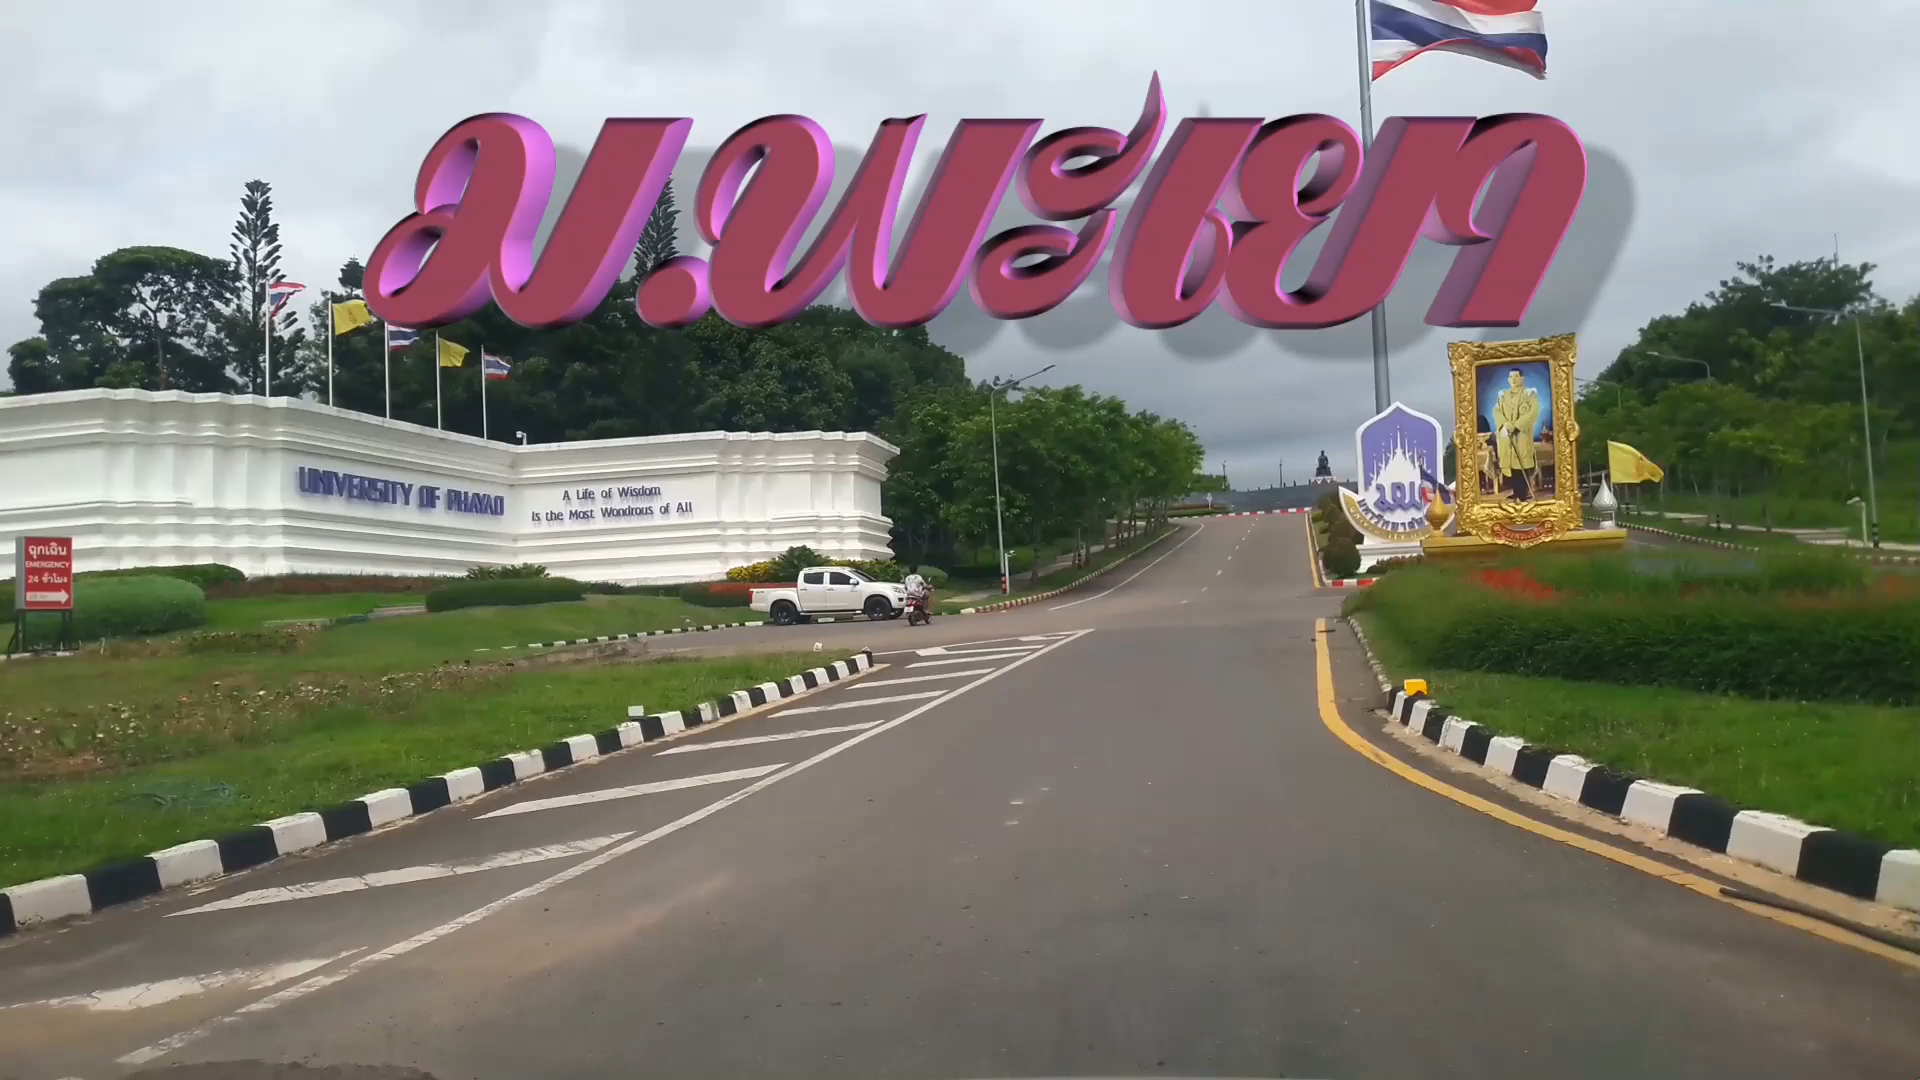 ม.พะเยา
UNIVERSITY OF PHAYAO
A Life of Wisdom
is the Most Wondrous of All
ฉุกเฉิน
EMERGENCY
24 ชั่วโมง